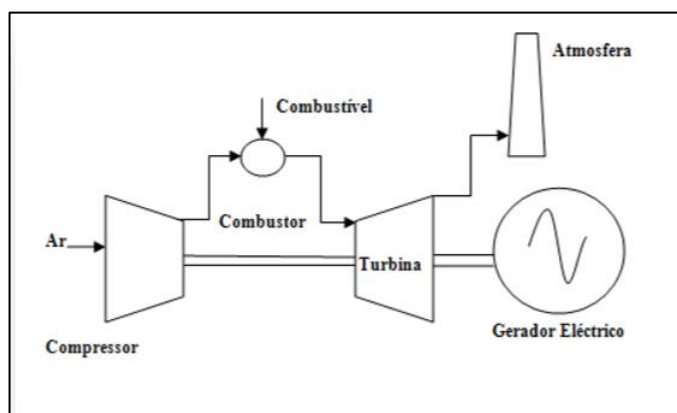 Atmosfera
Combustível
Combustor
Ar
Turbina
Gerador Eléctrico
Compressor